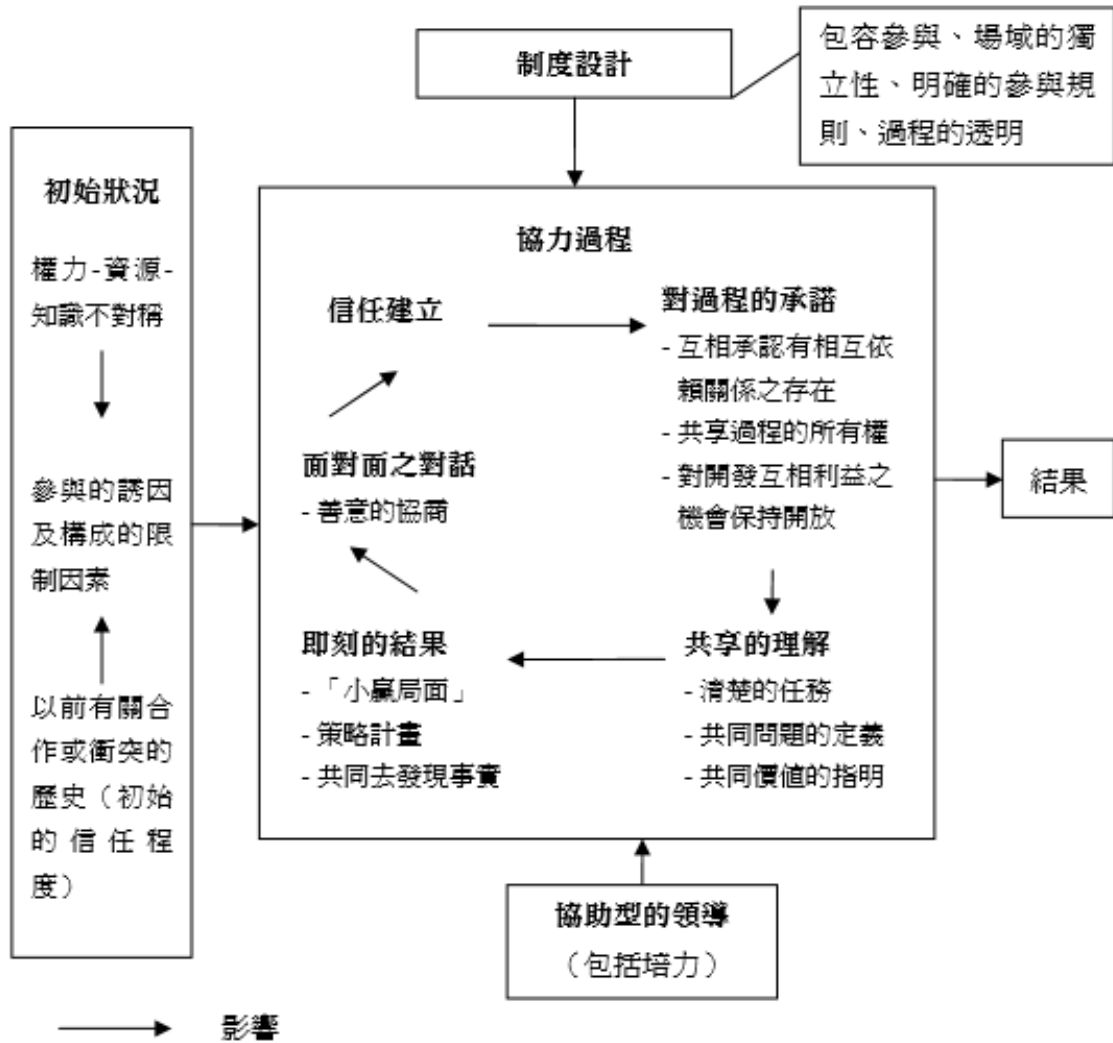 制度設計
包容參與、場域的獨
立性、明確的參與規
則、過程的透明
初始狀況
權力-資源-
知識不對稱
參與的誘因
及構成的限
制因素
以前有關合
作或衝突的
歷史（初始
的信任程
度）
協力過程
信任建立
對過程的承諾
- 互相承認有相互依
賴關係之存在
- 共享過程的所有權
- 對開發互相利益之
機會保持開放
面對面之對話
- 善意的協商
即刻的結果
- 「小贏局面」
- 策略計畫
- 共同去發現事實
共享的理解
- 清楚的任務
- 共同問題的定義
- 共同價值的指明
結果
協助型的領導
（包括培力）
影響